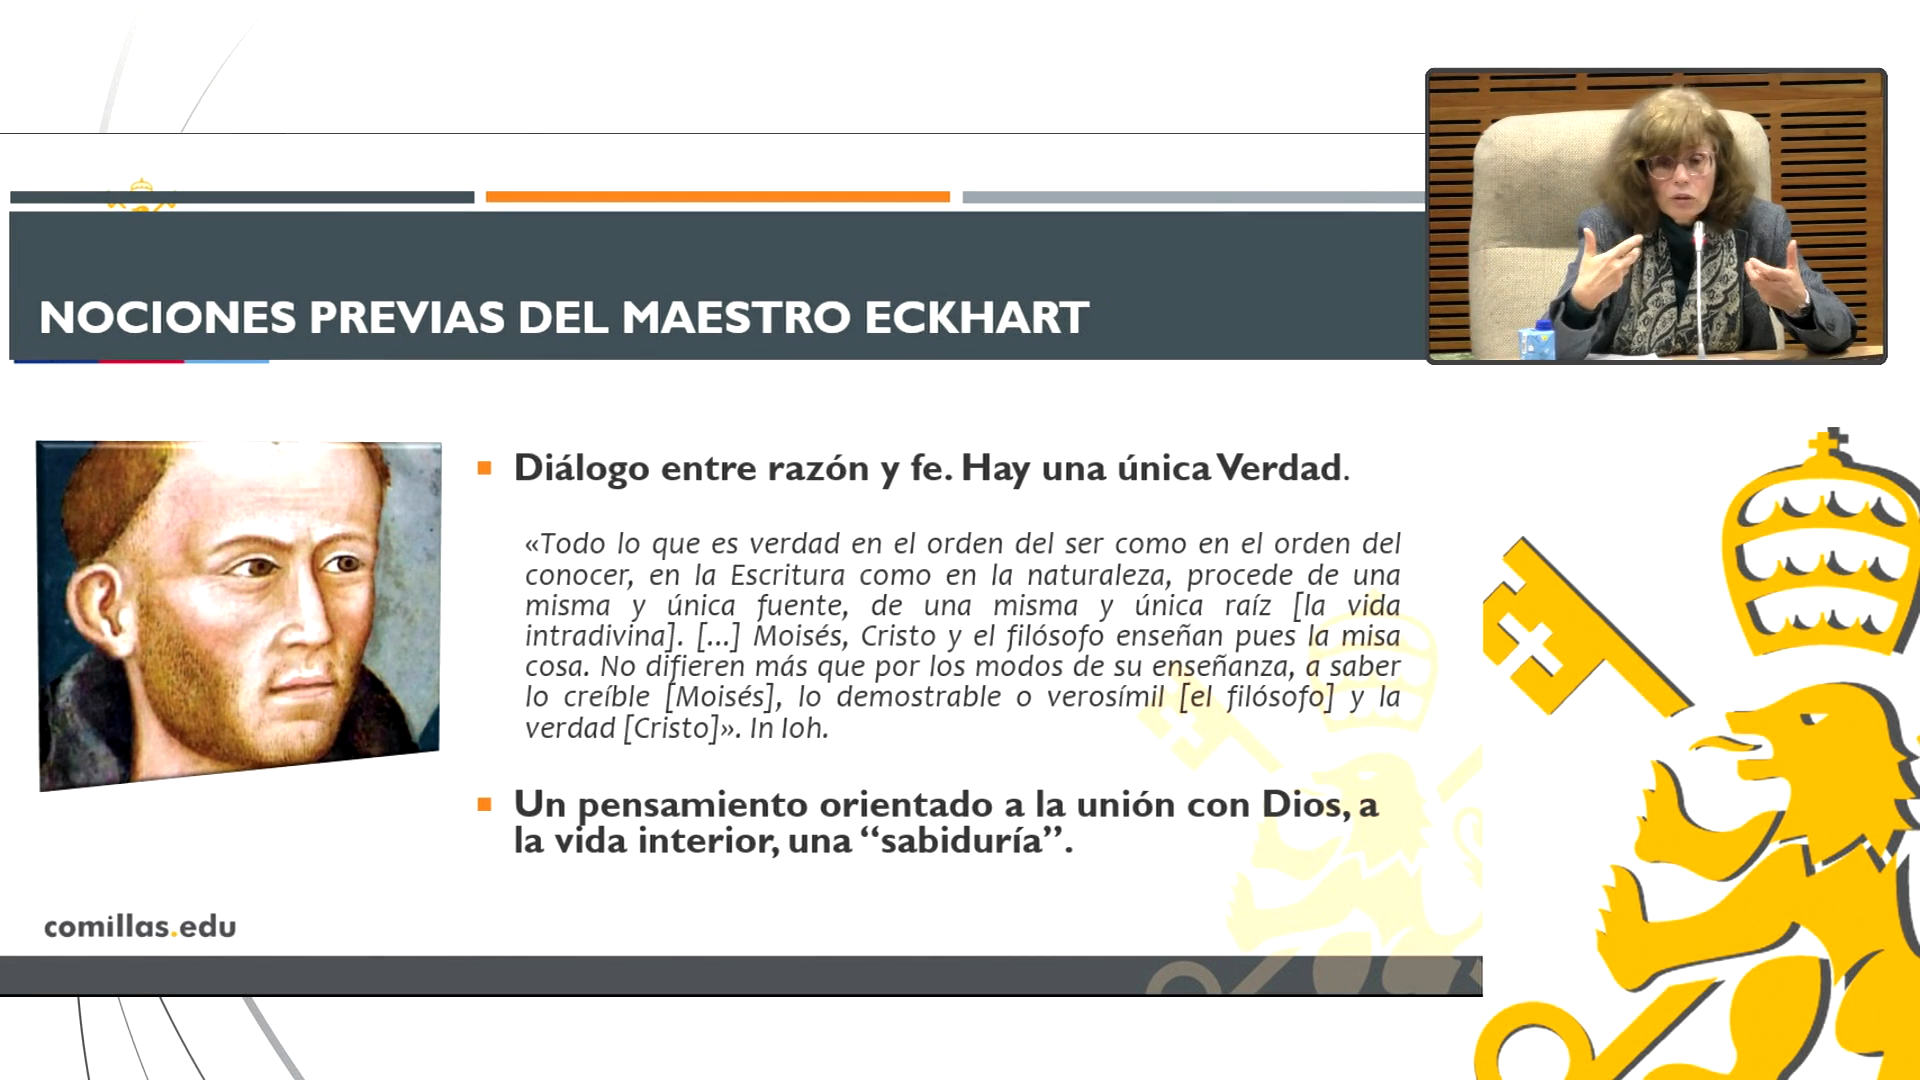 NOCIONES PREVIAS DEL MAESTRO ECKHART
Diálogo entre razón y fe. Hay una única Verdad.
«Todo lo que es verdad en el orden del ser como en el orden del
conocer, en la Escritura como en la naturaleza, procede de una
misma y única fuente, de una misma y única raíz [la vida
intradivina]. [...] Moisés, Cristo y el filósofo enseñan pues la misa
cosa. No difieren más que por los modos de su enseñanza, a saber
lo creíble [Moisés], lo demostrable o verosímil [el filósofo] y la
verdad [Cristo]». In Ioh.
Un pensamiento orientado a la unión con Dios, a
la vida interior, una “sabiduría”.
comillas.edu